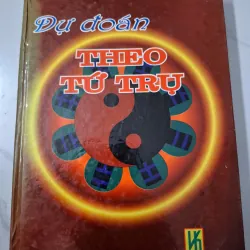 Dự đoán
THEO
TỨ TRỤ